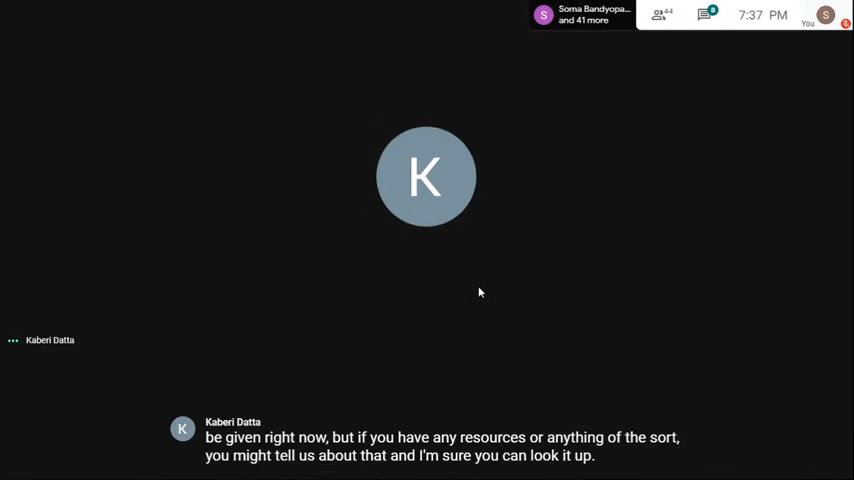 S
Soma Bandyopa...
and 41 more
44
8
7:37 PM
You
S
K
Kaberi Datta
K
Kaberi Datta
be given right now, but if you have any resources or anything of the sort,
you might tell us about that and I'm sure you can look it up.